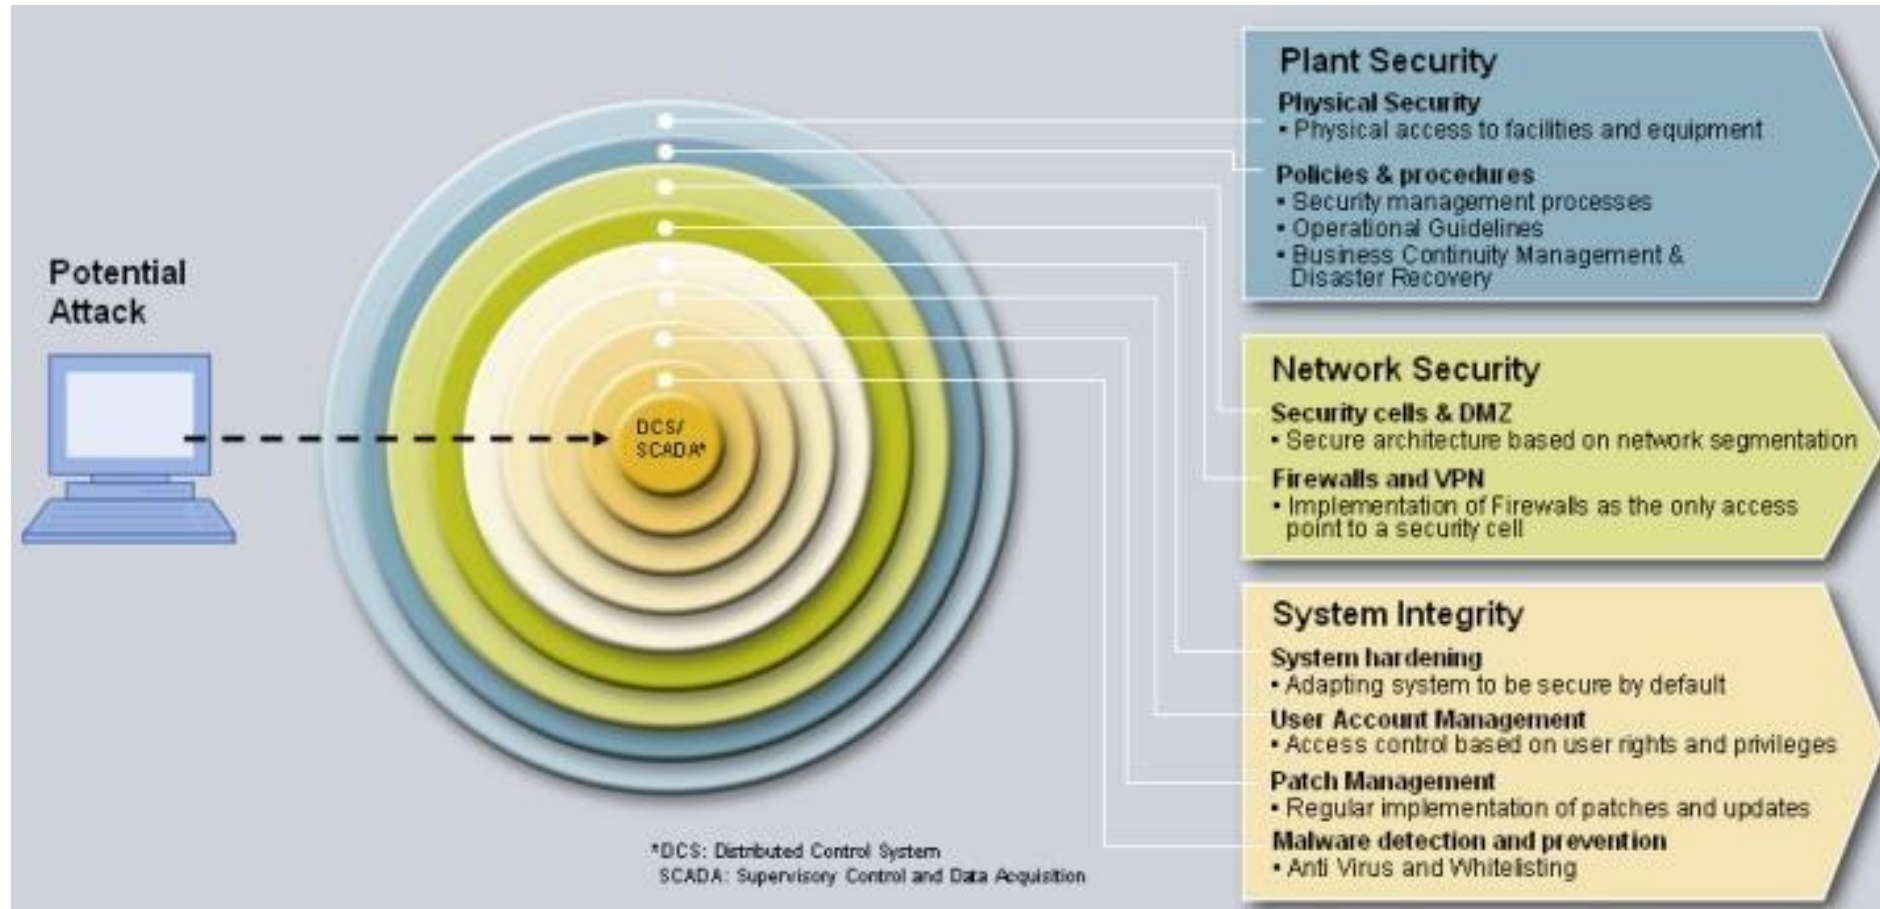 Potential
Attack
DCS/
SCADA*
*DCS: Distributed Control System
SCADA: Supervisory Control and Data Acquisition
Plant Security
Physical Security
• Physical access to facilities and equipment
Policies & procedures
• Security management processes
• Operational Guidelines
• Business Continuity Management &
Disaster Recovery
Network Security
Security cells & DMZ
• Secure architecture based on network segmentation
Firewalls and VPN
• Implementation of Firewalls as the only access
point to a security cell
System Integrity
System hardening
• Adapting system to be secure by default
User Account Management
• Access control based on user rights and privileges
Patch Management
• Regular implementation of patches and updates
Malware detection and prevention
• Anti Virus and Whitelisting